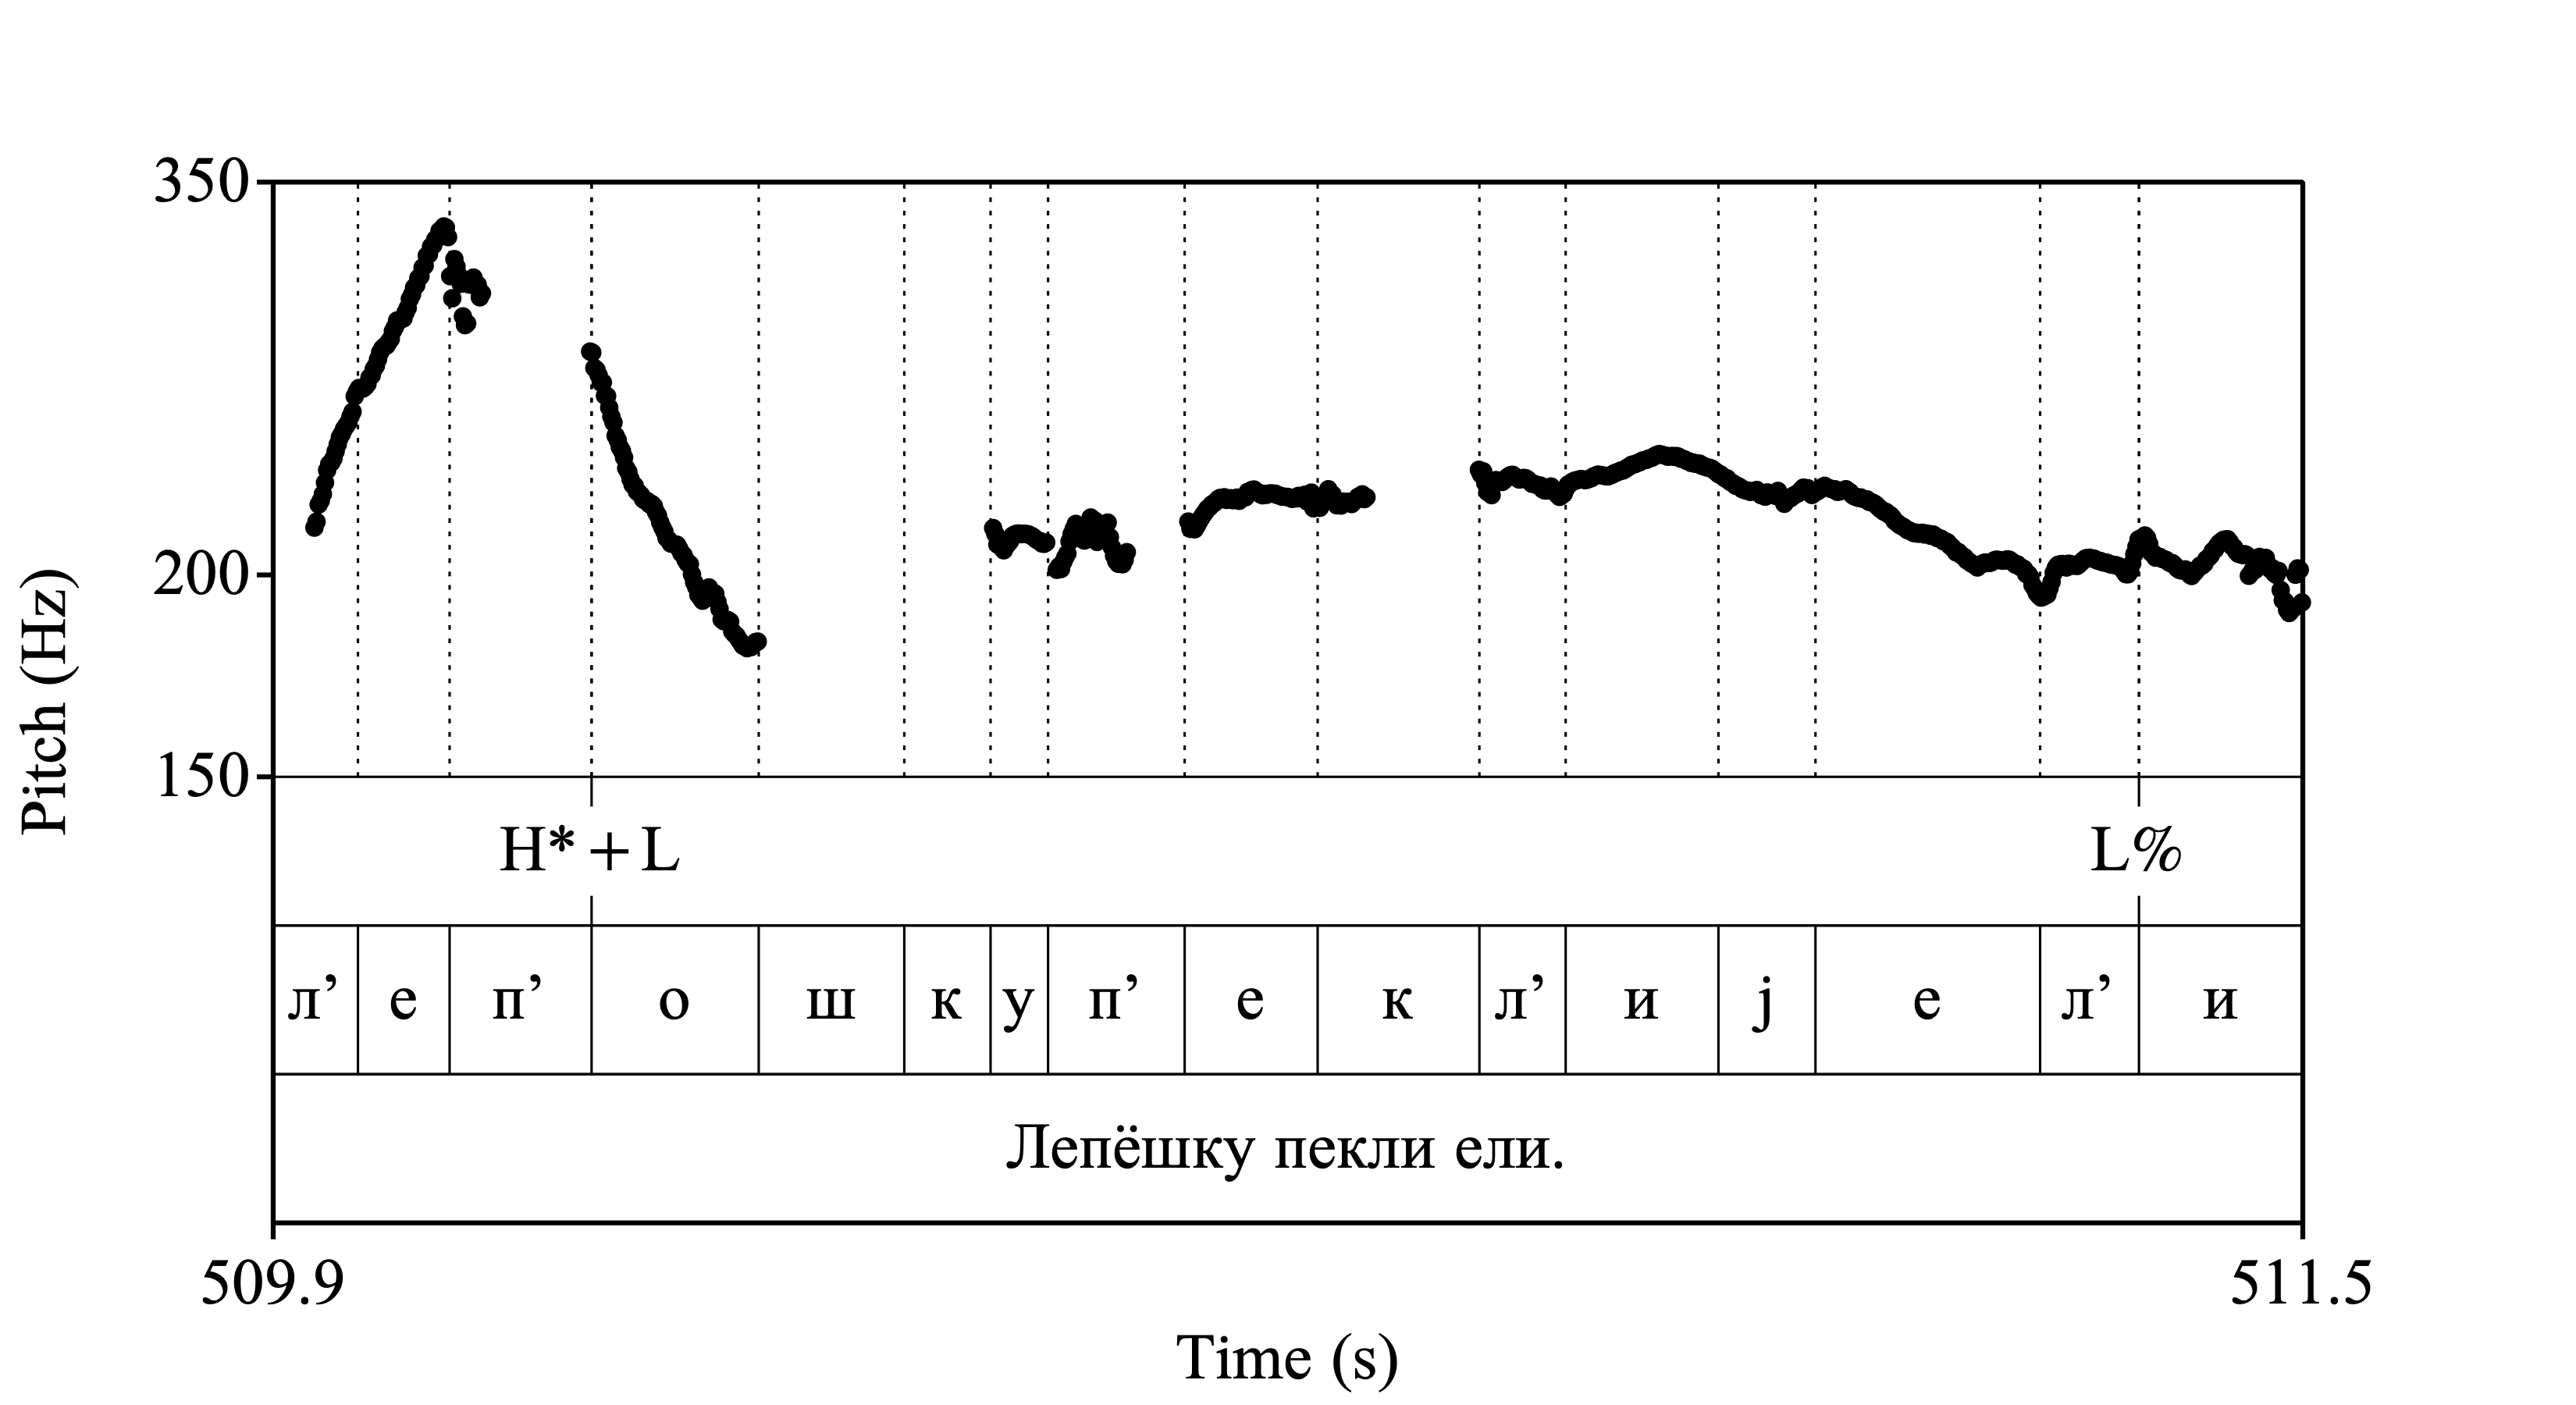 350
200
150
Pitch (Hz)
H* + L L%
л’ е п’ о ш к у п’ е к л’ и j е л’ и
Лепёшку пекли ели.
509.9 511.5
Time (s)